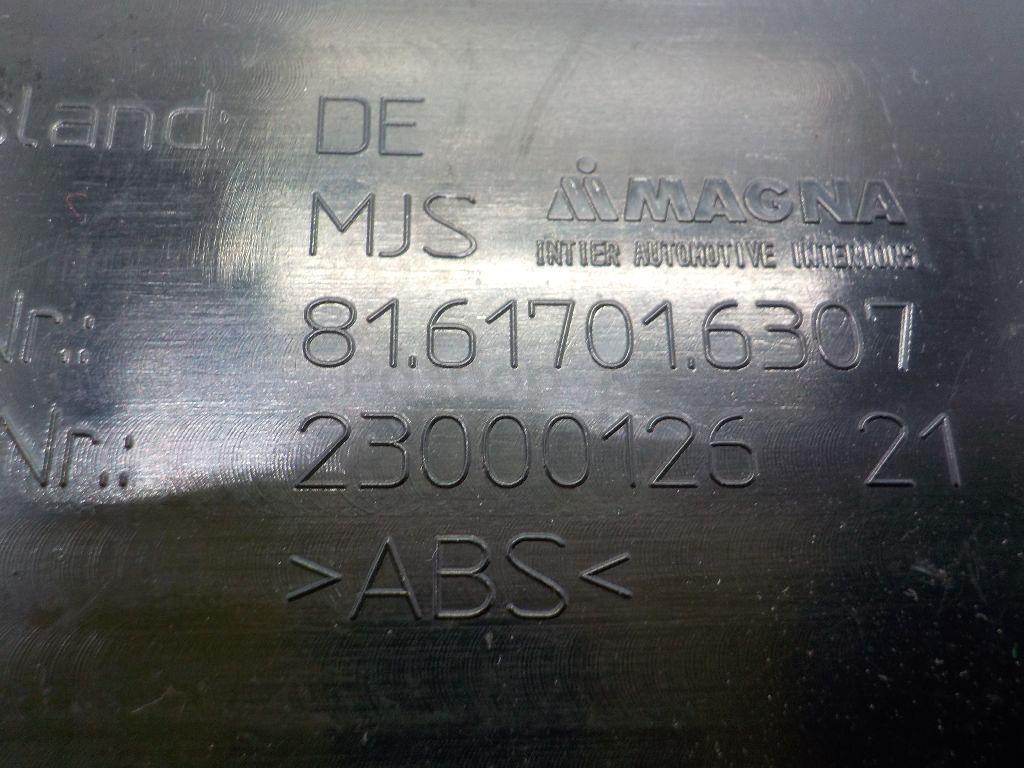 sland: DE
MJS MAGNA
INTIER AUTOMOTIVE INTERIORS
Nr.: 81.61701.6307
Nr.: 23000126 21
>ABS<